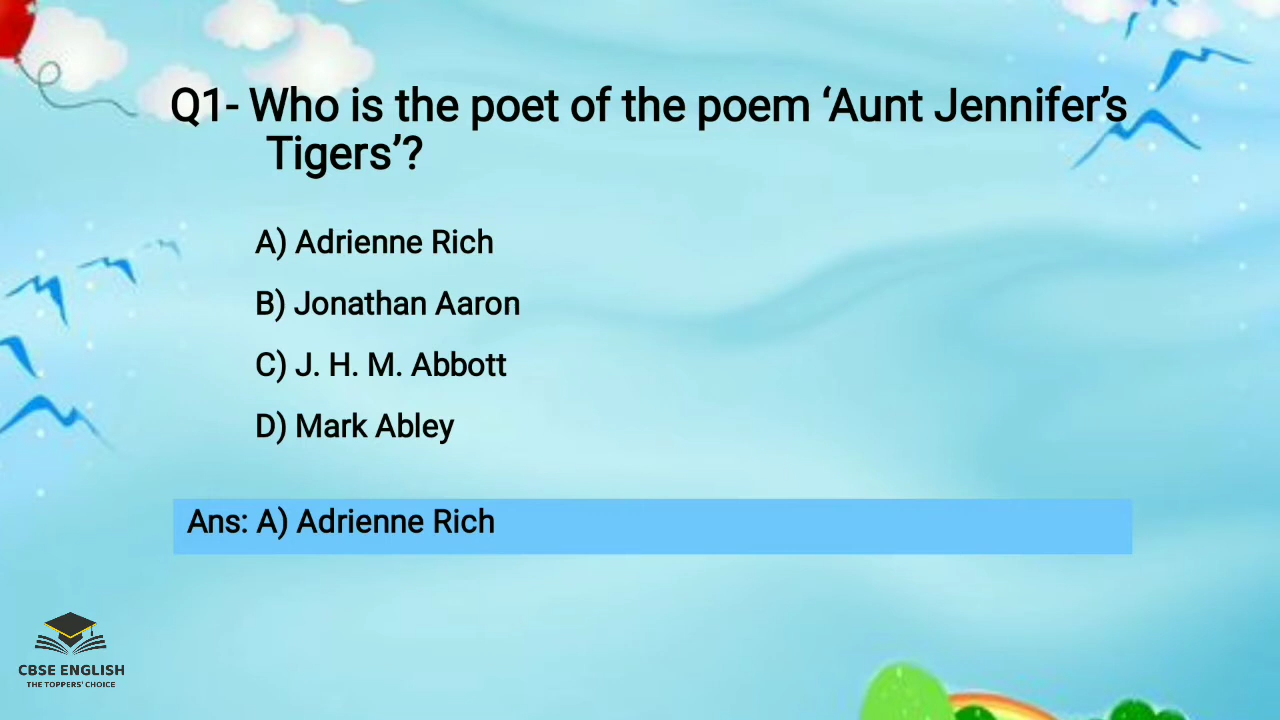 Q1- Who is the poet of the poem ‘Aunt Jennifer’s
Tigers’?
A) Adrienne Rich
B) Jonathan Aaron
C) J. H. M. Abbott
D) Mark Abley
Ans: A) Adrienne Rich
CBSE ENGLISH
THE TOPPERS' CHOICE